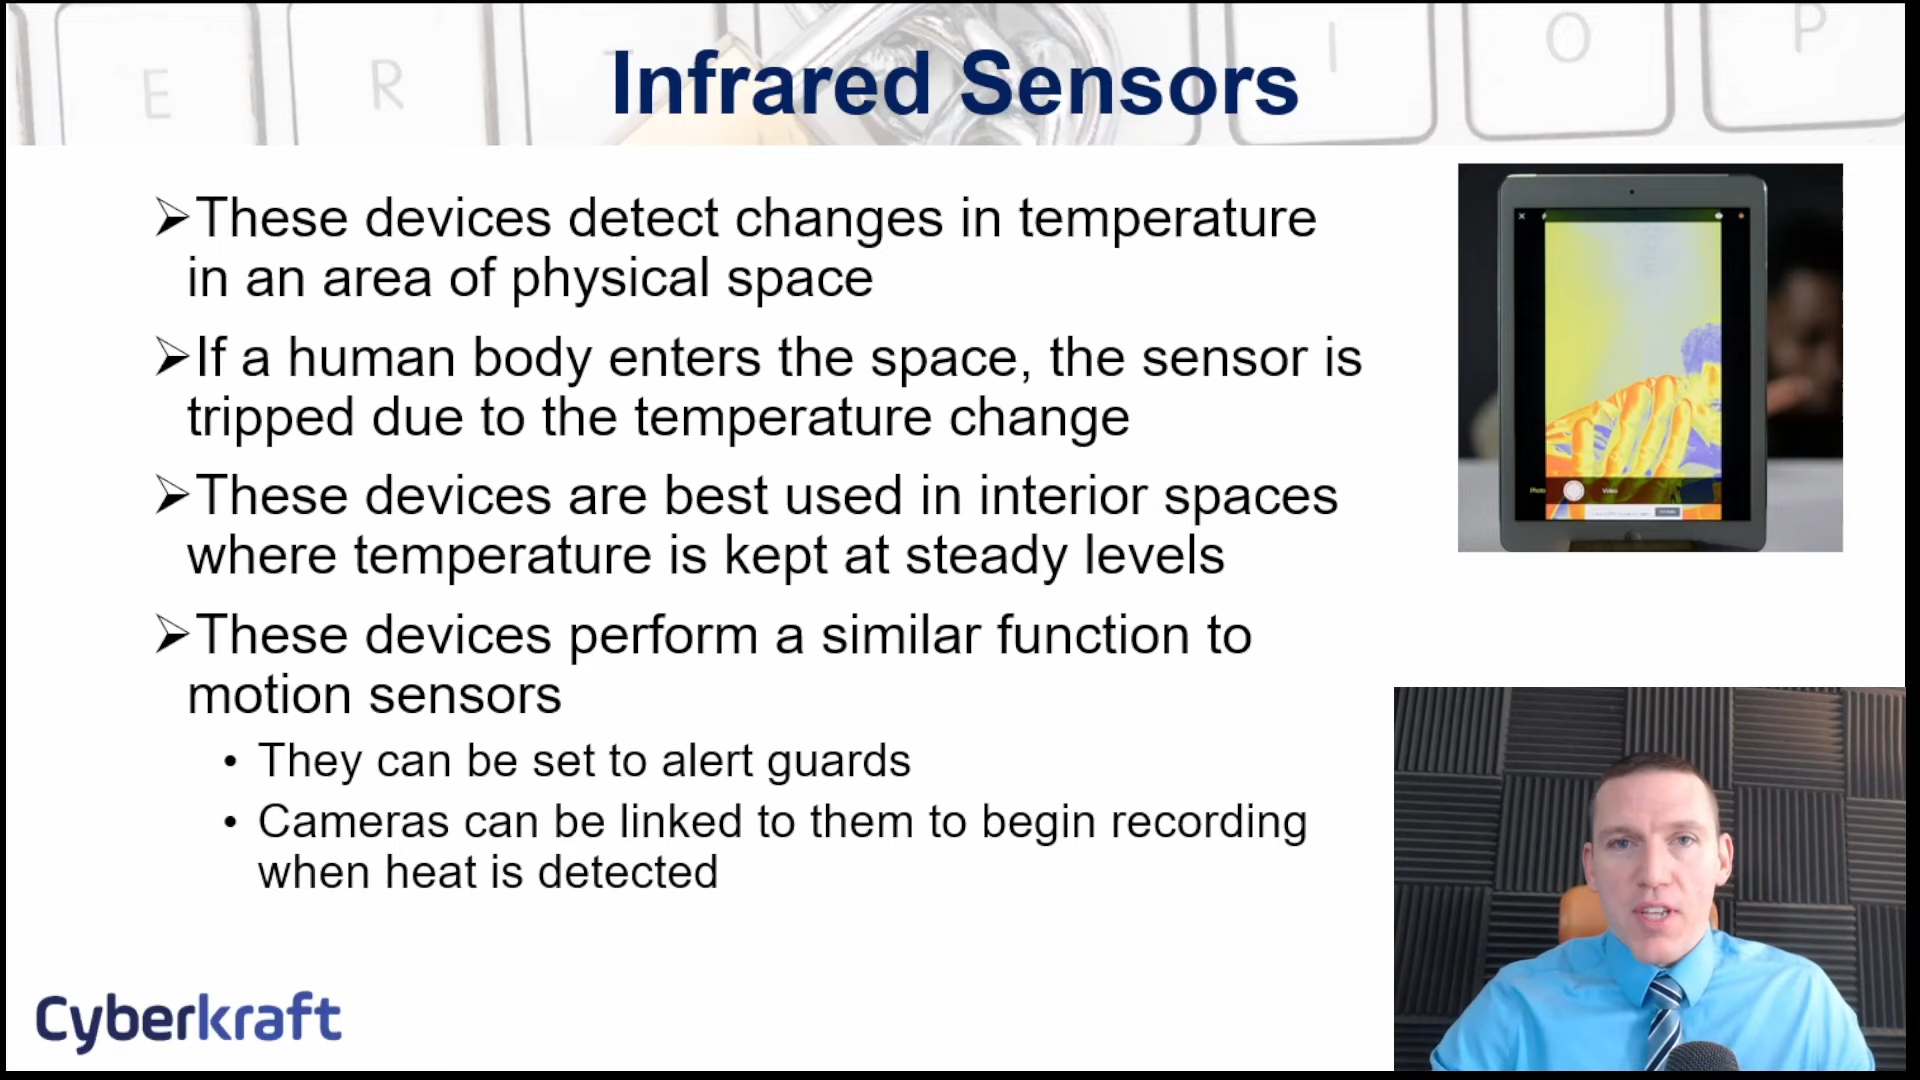 E R T I O P
Infrared Sensors
➢These devices detect changes in temperature
in an area of physical space
➢If a human body enters the space, the sensor is
tripped due to the temperature change
➢These devices are best used in interior spaces
where temperature is kept at steady levels
➢These devices perform a similar function to
motion sensors
• They can be set to alert guards
• Cameras can be linked to them to begin recording
when heat is detected
Photo Video
Cyberkraft